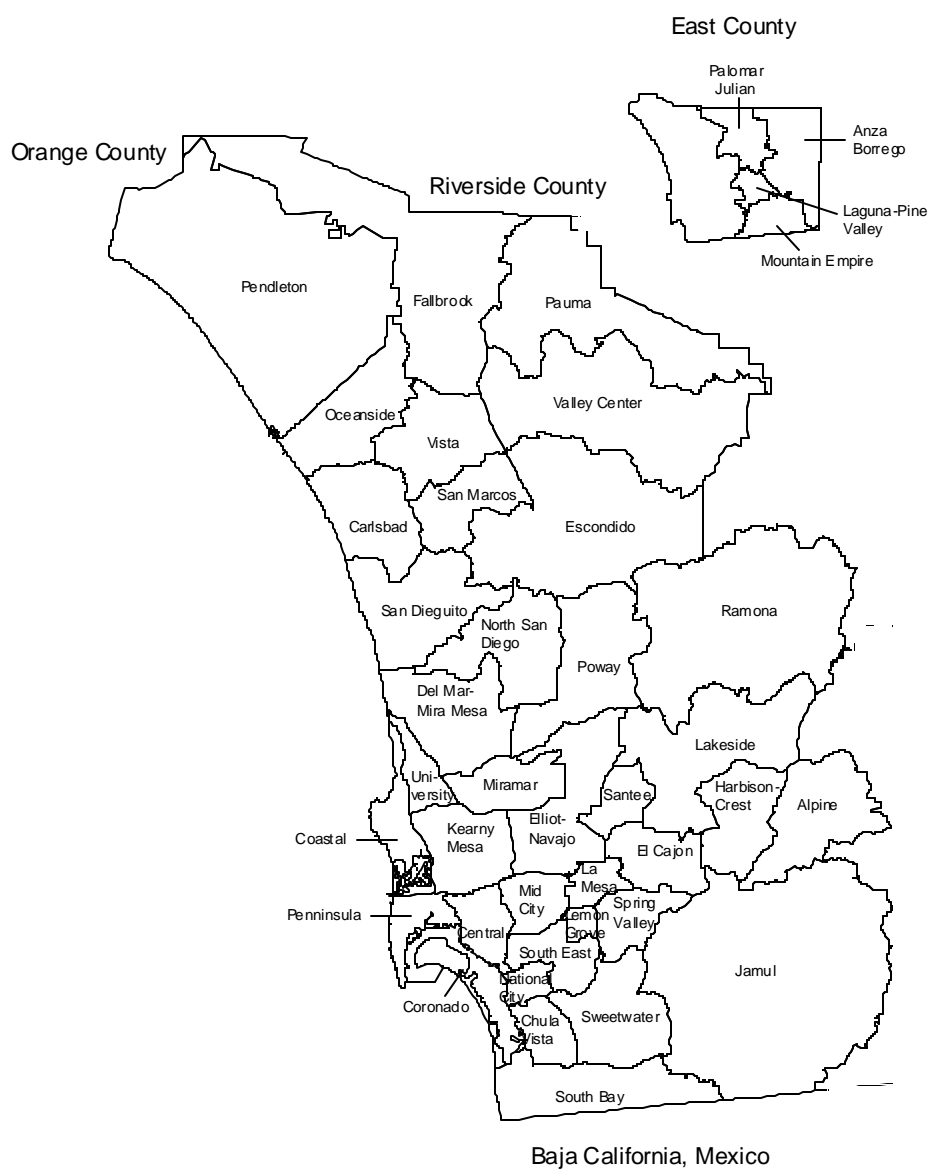 East County
Palomar
Julian
Anza
Borrego
Orange County
Riverside County
Laguna-Pine
Valley
Mountain Empire
Pendleton
Fallbrook
Pauma
Oceanside
Valley Center
Vista
San Marcos
Carlsbad
Escondido
San Dieguito
North San
Diego
Ramona
Poway
Del Mar-
Mira Mesa
Lakeside
Uni-
versity
Miramar
Santee
Harbison-
Crest
Alpine
Coastal
Kearny
Mesa
Elliot-
Navajo
El Cajon
La
Mesa
Mid
City
Spring
Valley
Penninsula
Central
Lemon
Grove
South East
Jamul
National
City
Coronado
Chula
Vista
Sweetwater
South Bay
Baja California, Mexico